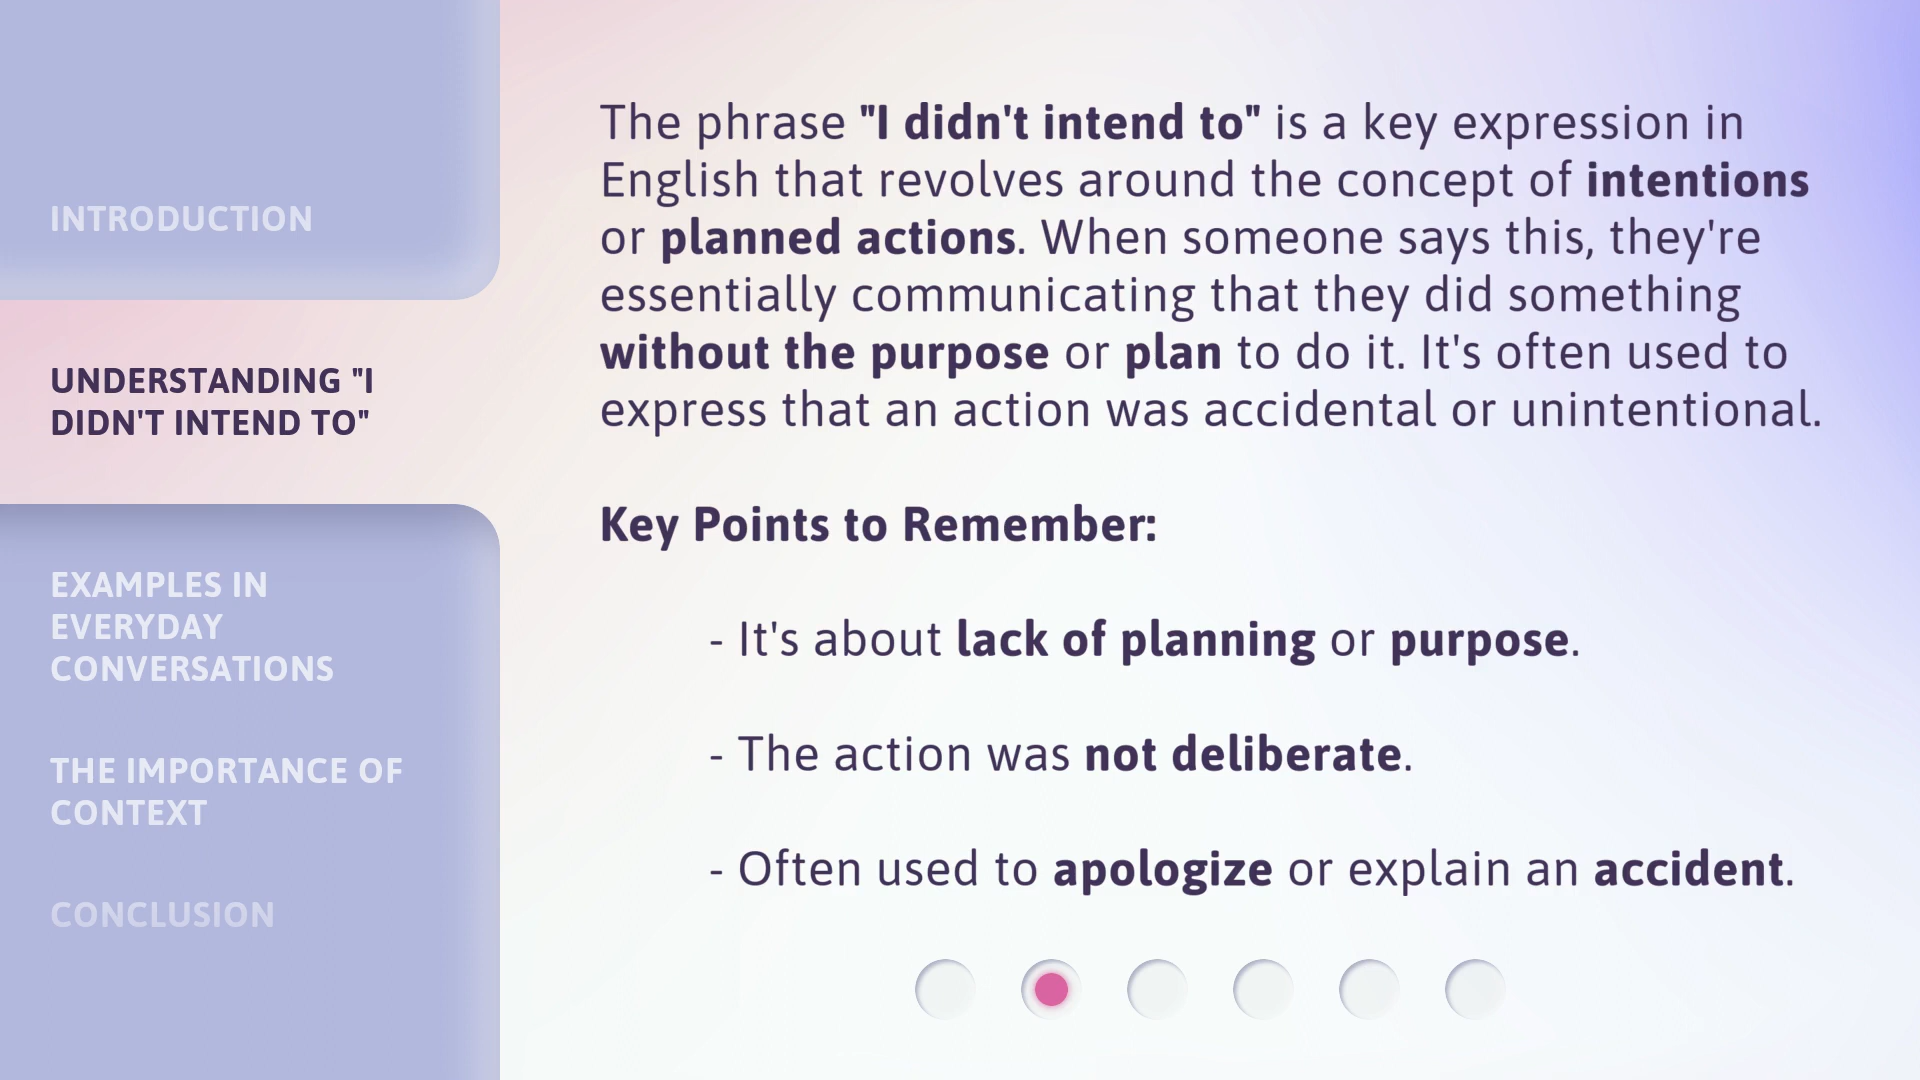 INTRODUCTION
UNDERSTANDING "I
DIDN'T INTEND TO"
EXAMPLES IN
EVERYDAY
CONVERSATIONS
THE IMPORTANCE OF
CONTEXT
CONCLUSION
The phrase "I didn't intend to" is a key expression in
English that revolves around the concept of intentions
or planned actions. When someone says this, they're
essentially communicating that they did something
without the purpose or plan to do it. It's often used to
express that an action was accidental or unintentional.
Key Points to Remember:
- It's about lack of planning or purpose.
- The action was not deliberate.
- Often used to apologize or explain an accident.